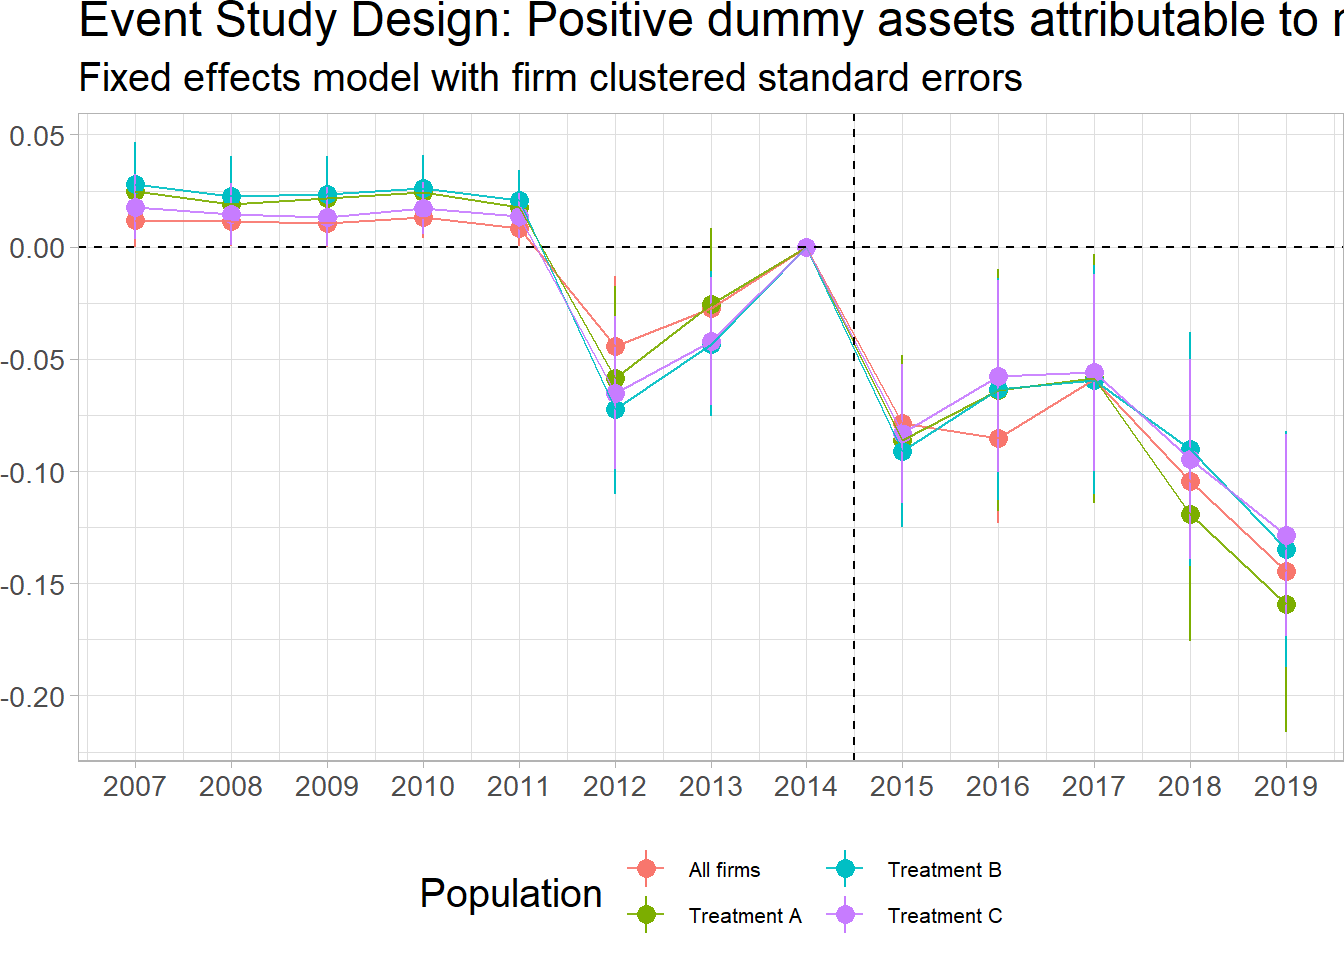 Event Study Design: Positive dummy assets attributable to
Fixed effects model with firm clustered standard errors
0.05
0.00
-0.05
-0.10
-0.15
-0.20
2007 2008 2009 2010 2011 2012 2013 2014 2015 2016 2017 2018 2019
Population
All firms
Treatment A
Treatment B
Treatment C